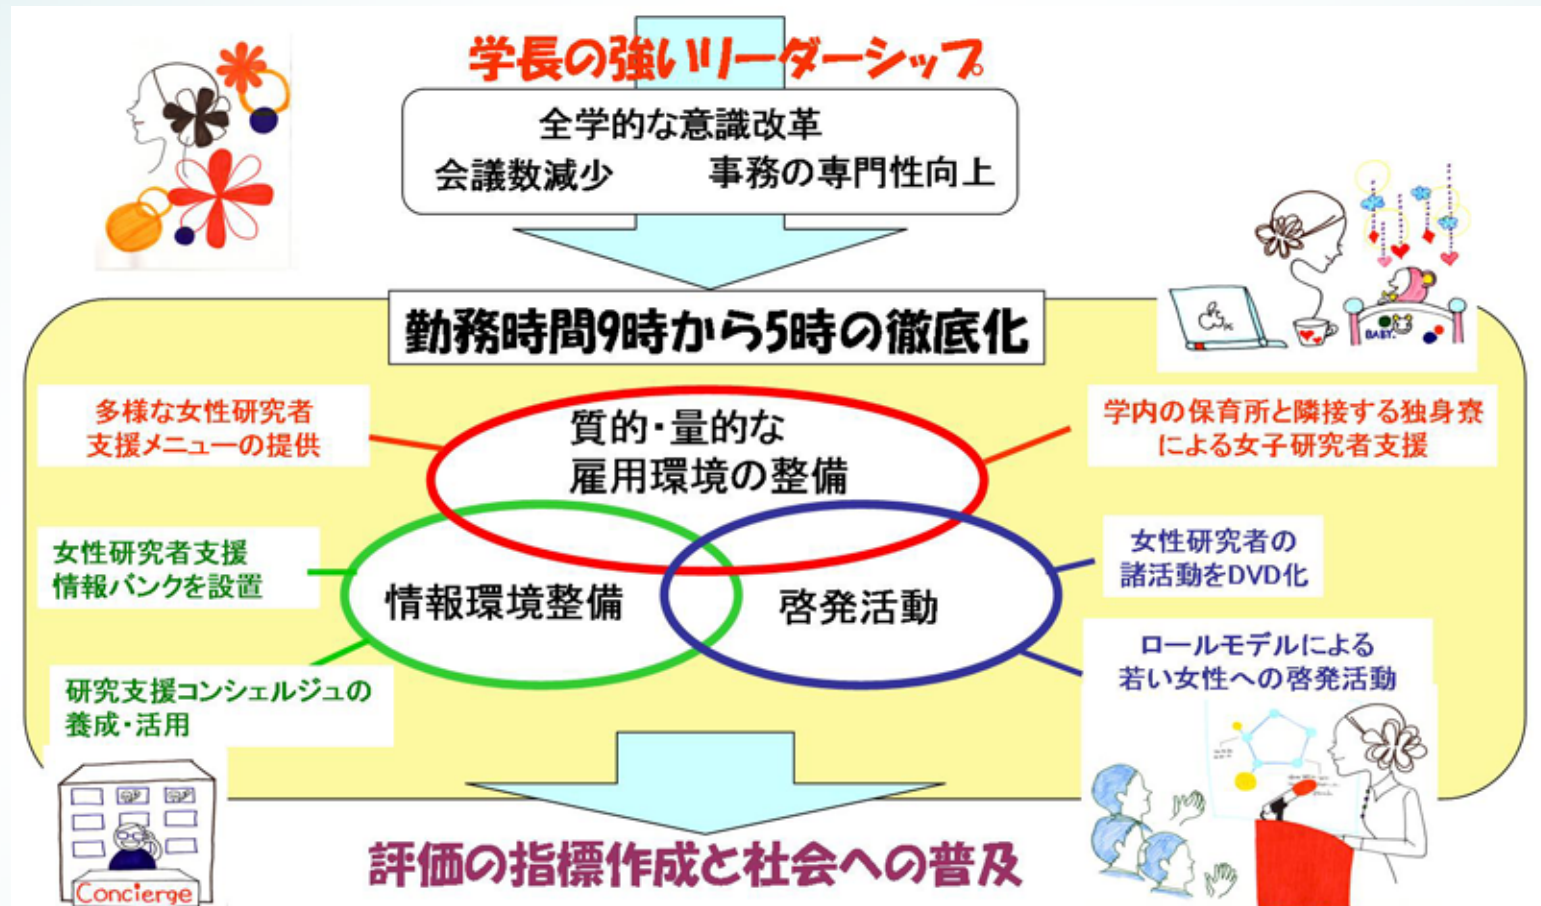 学長の強いリーダーシップ
全学的な意識改革
会議数減少 事務の専門性向上
勤務時間9時から5時の徹底化
多様な女性研究者
支援メニューの提供
質的・量的な
雇用環境の整備
学内の保育所と隣接する独身寮
による女子研究者支援
女性研究者支援
情報バンクを設置
情報環境整備
啓発活動
女性研究者の
諸活動をDVD化
研究支援コンシェルジュの
養成・活用
ロールモデルによる
若い女性への啓発活動
BABY.
Concierge
評価の指標作成と社会への普及